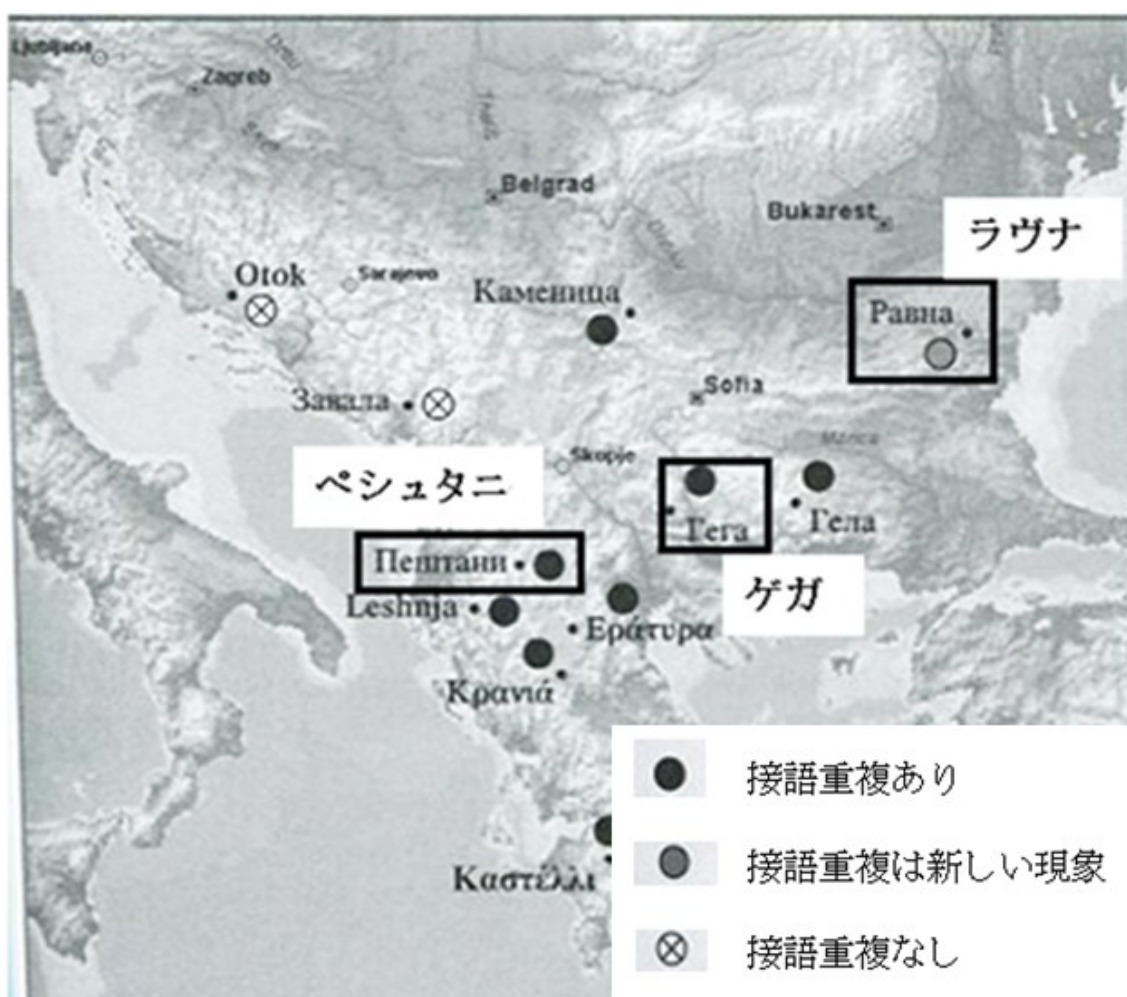 Ljubljana
Zagreb
Belgrad
Bukarest
ラヴナ
Otok
Sarajevo
Каменица
Равна
Завала
Sofia
Skopje
ペシュタニ
Гега
Гела
Пештани
ゲガ
Leshnja
Ερατυρα
Κρανιά
接語重複あり
接語重複は新しい現象
Καστέλλι
接語重複なし